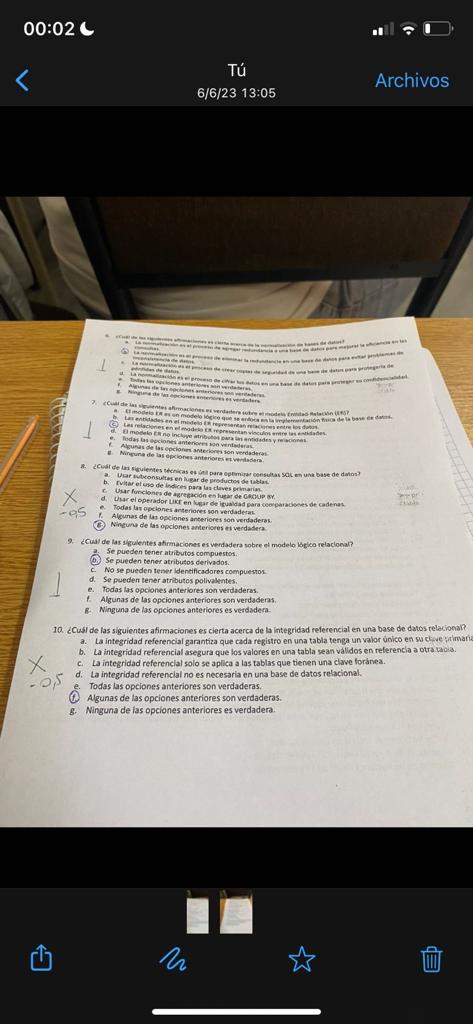 00:02
Tú
6/6/23 13:05
Archivos
6. ¿Cuál de las siguientes afirmaciones es cierta acerca de la normalización de bases de datos?
a. La normalización es el proceso de agregar redundancia a una base de datos para mejorar la eficiencia en las
consultas.
b. La normalización es el proceso de eliminar la redundancia en una base de datos para evitar problemas de
inconsistencia de datos.
c. La normalización es el proceso de crear copias de seguridad de una base de datos para protegerla de
pérdidas de datos.
d. La normalización es el proceso de cifrar los datos en una base de datos para proteger su confidencialidad.
e. Todas las opciones anteriores son verdaderas.
f. Algunas de las opciones anteriores son verdaderas.
g. Ninguna de las opciones anteriores es verdadera.
1
7. ¿Cuál de las siguientes afirmaciones es verdadera sobre el modelo Entidad-Relación (ER)?
a. El modelo ER es un modelo lógico que se enfoca en la implementación física de la base de datos.
b. Las entidades en el modelo ER representan relaciones entre los datos.
c. Las relaciones en el modelo ER representan vínculos entre las entidades.
d. El modelo ER no incluye atributos para las entidades y relaciones.
e. Todas las opciones anteriores son verdaderas.
f. Algunas de las opciones anteriores son verdaderas.
g. Ninguna de las opciones anteriores es verdadera.
1
8. ¿Cuál de las siguientes técnicas es útil para optimizar consultas SQL en una base de datos?
a. Usar subconsultas en lugar de productos de tablas.
b. Evitar el uso de índices para las claves primarias.
c. Usar funciones de agregación en lugar de GROUP BY.
d. Usar el operador LIKE en lugar de igualdad para comparaciones de cadenas.
e. Todas las opciones anteriores son verdaderas.
f. Algunas de las opciones anteriores son verdaderas.
g. Ninguna de las opciones anteriores es verdadera.
X
-0,5
9. ¿Cuál de las siguientes afirmaciones es verdadera sobre el modelo lógico relacional?
a. Se pueden tener atributos compuestos.
b. Se pueden tener atributos derivados.
c. No se pueden tener identificadores compuestos.
d. Se pueden tener atributos polivalentes.
e. Todas las opciones anteriores son verdaderas.
f. Algunas de las opciones anteriores son verdaderas.
g. Ninguna de las opciones anteriores es verdadera.
1
10. ¿Cuál de las siguientes afirmaciones es cierta acerca de la integridad referencial en una base de datos relacional?
a. La integridad referencial garantiza que cada registro en una tabla tenga un valor único en su clave primaria
b. La integridad referencial asegura que los valores en una tabla sean válidos en referencia a otra tabla.
c. La integridad referencial solo se aplica a las tablas que tienen una clave foránea.
d. La integridad referencial no es necesaria en una base de datos relacional.
e. Todas las opciones anteriores son verdaderas.
f. Algunas de las opciones anteriores son verdaderas.
g. Ninguna de las opciones anteriores es verdadera.
X
-0,5